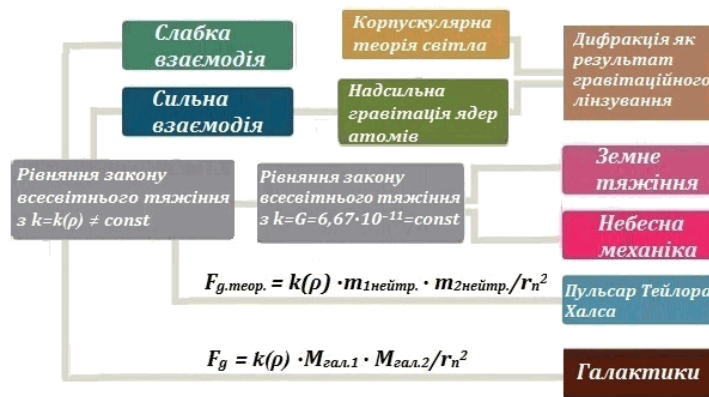 Слабка
взаємодія
Корпускулярна
теорія світла
Дифракція як
результат
гравітаційного
лінзування
Сильна
взаємодія
Надсильна
гравітація ядер
атомів
Рівняння закону
всесвітнього тяжіння
з k=k(ρ) ≠ const
Рівняння закону
всесвітнього тяжіння
з k=G=6,67·10⁻¹¹=const
Земне
тяжіння
Небесна
механіка
Fg.теор. = k(ρ) ·m1нейтр. · m2нейтр./rn²
Пульсар Тейлора
Халса
Fg = k(ρ) ·Mгал.1 · Mгал.2/rn²
Галактики